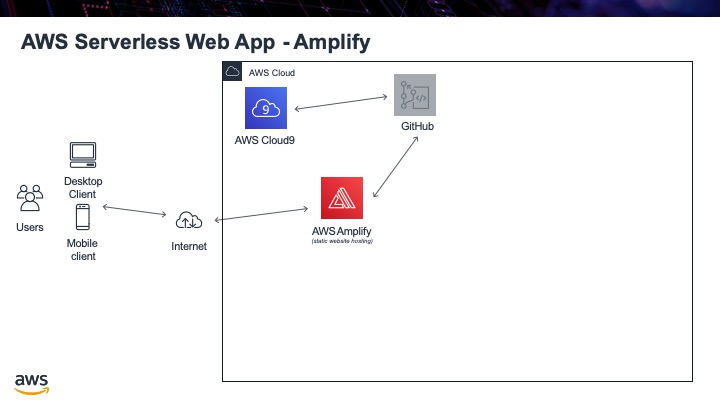 AWS Serverless Web App - Amplify
AWS Cloud
9
AWS Cloud9
GitHub
Desktop
Client
Users
Mobile
client
Internet
AWS Amplify
(static website hosting)
aws